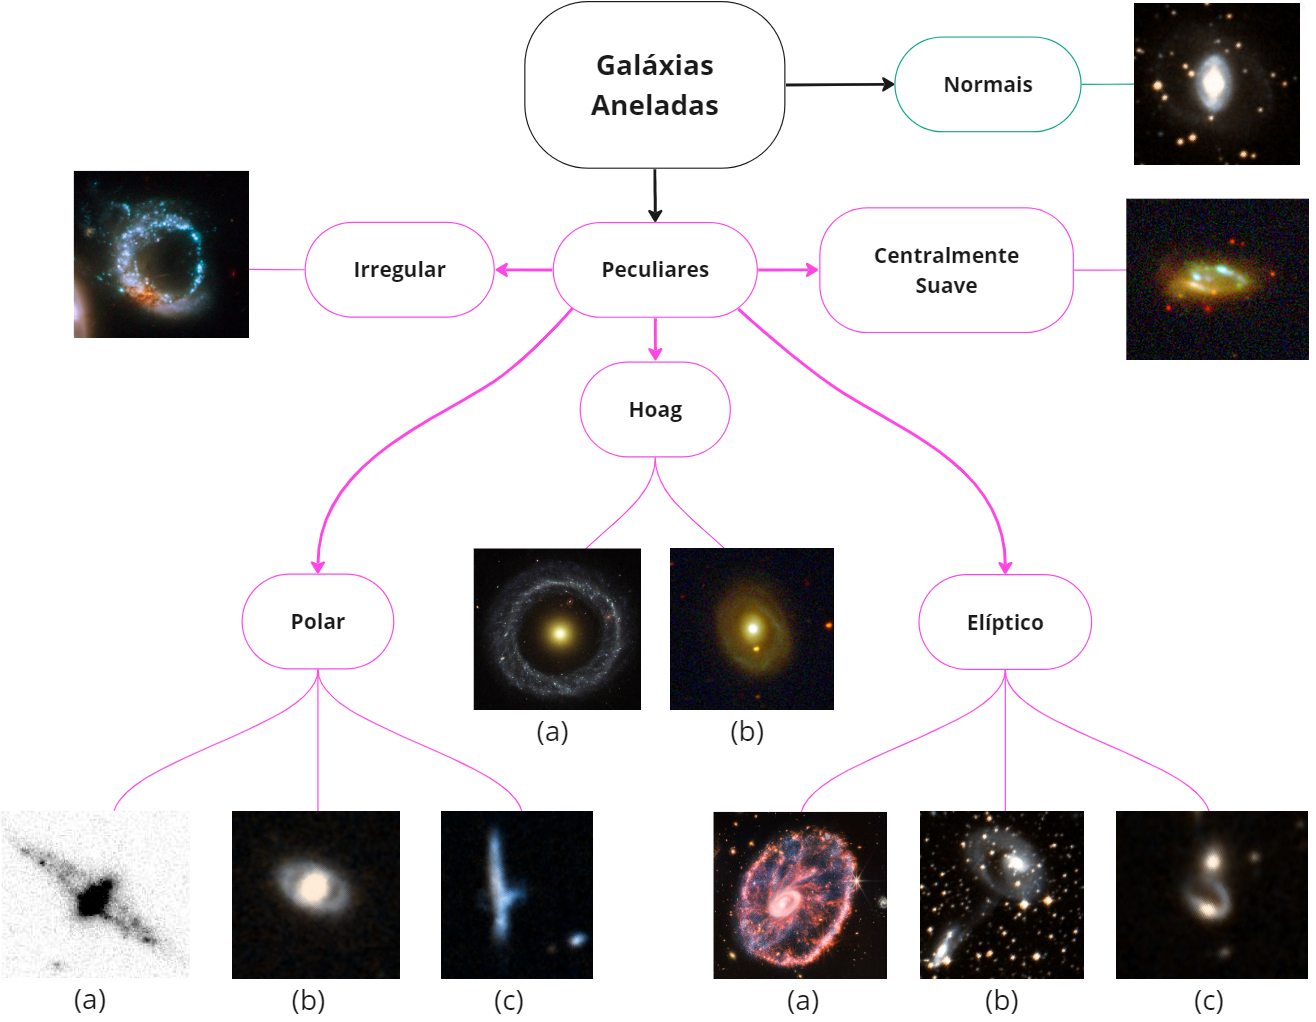 Galáxias
Aneladas
Normais
Irregular
Peculiares
Centralmente
Suave
Hoag
Polar
Elíptico
(a)
(b)
(a)
(b)
(c)
(a)
(b)
(c)